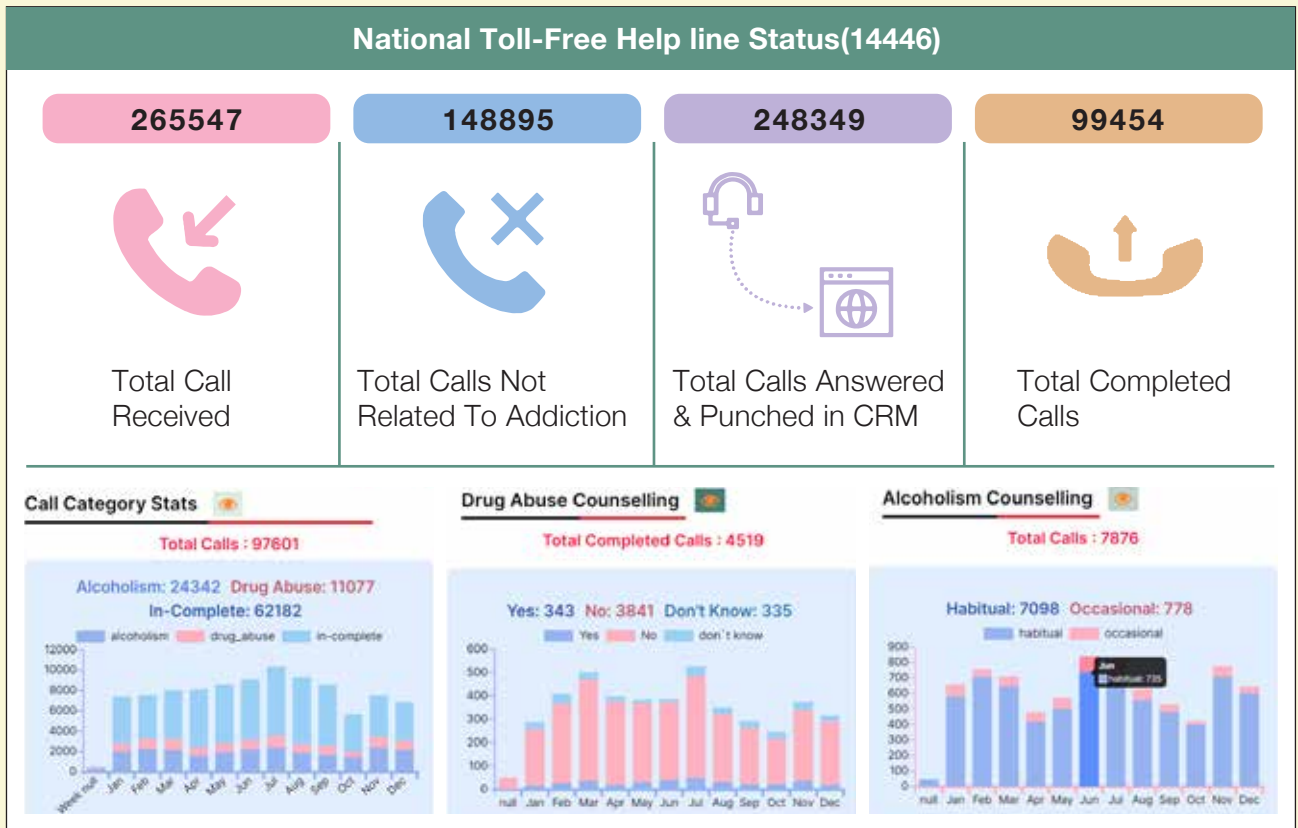 National Toll-Free Help line Status(14446)
265547
148895
248349
99454
Total Call
Received
Total Calls Not
Related To Addiction
Total Calls Answered
& Punched in CRM
Total Completed
Calls
Call Category Stats
Total Calls : 97601
Alcoholism: 24342 Drug Abuse: 11077
In-Complete: 62182
alcoholism drug_abuse in-complete
12000
10000
8000
6000
4000
2000
0
Week null Jan Feb Mar Apr May Jun Jul Aug Sep Oct Nov Dec
Drug Abuse Counselling
Total Completed Calls : 4519
Yes: 343 No: 3841 Don't Know: 335
Yes No don`t know
600
500
400
300
200
100
0
null Jan Feb Mar Apr May Jun Jul Aug Sep Oct Nov Dec
Alcoholism Counselling
Total Calls : 7876
Habitual: 7098 Occasional: 778
habitual occasional
900
800
700
600
500
400
300
200
100
0
Jun
habitual: 735
null Jan Feb Mar Apr May Jun Jul Aug Sep Oct Nov Dec